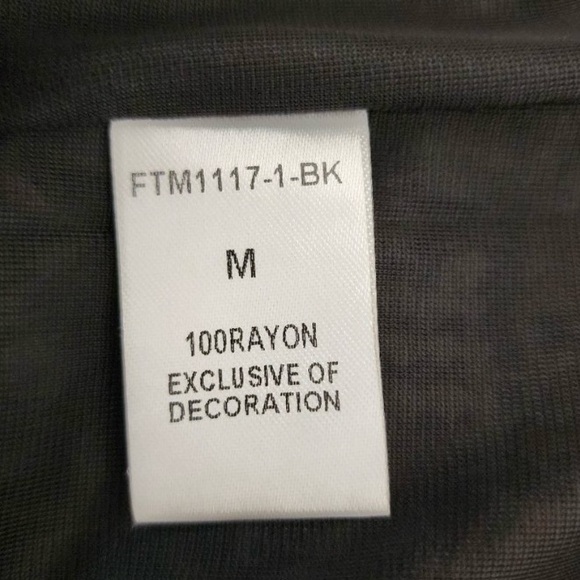 FTM1117-1-BK
M
100RAYON
EXCLUSIVE OF
DECORATION